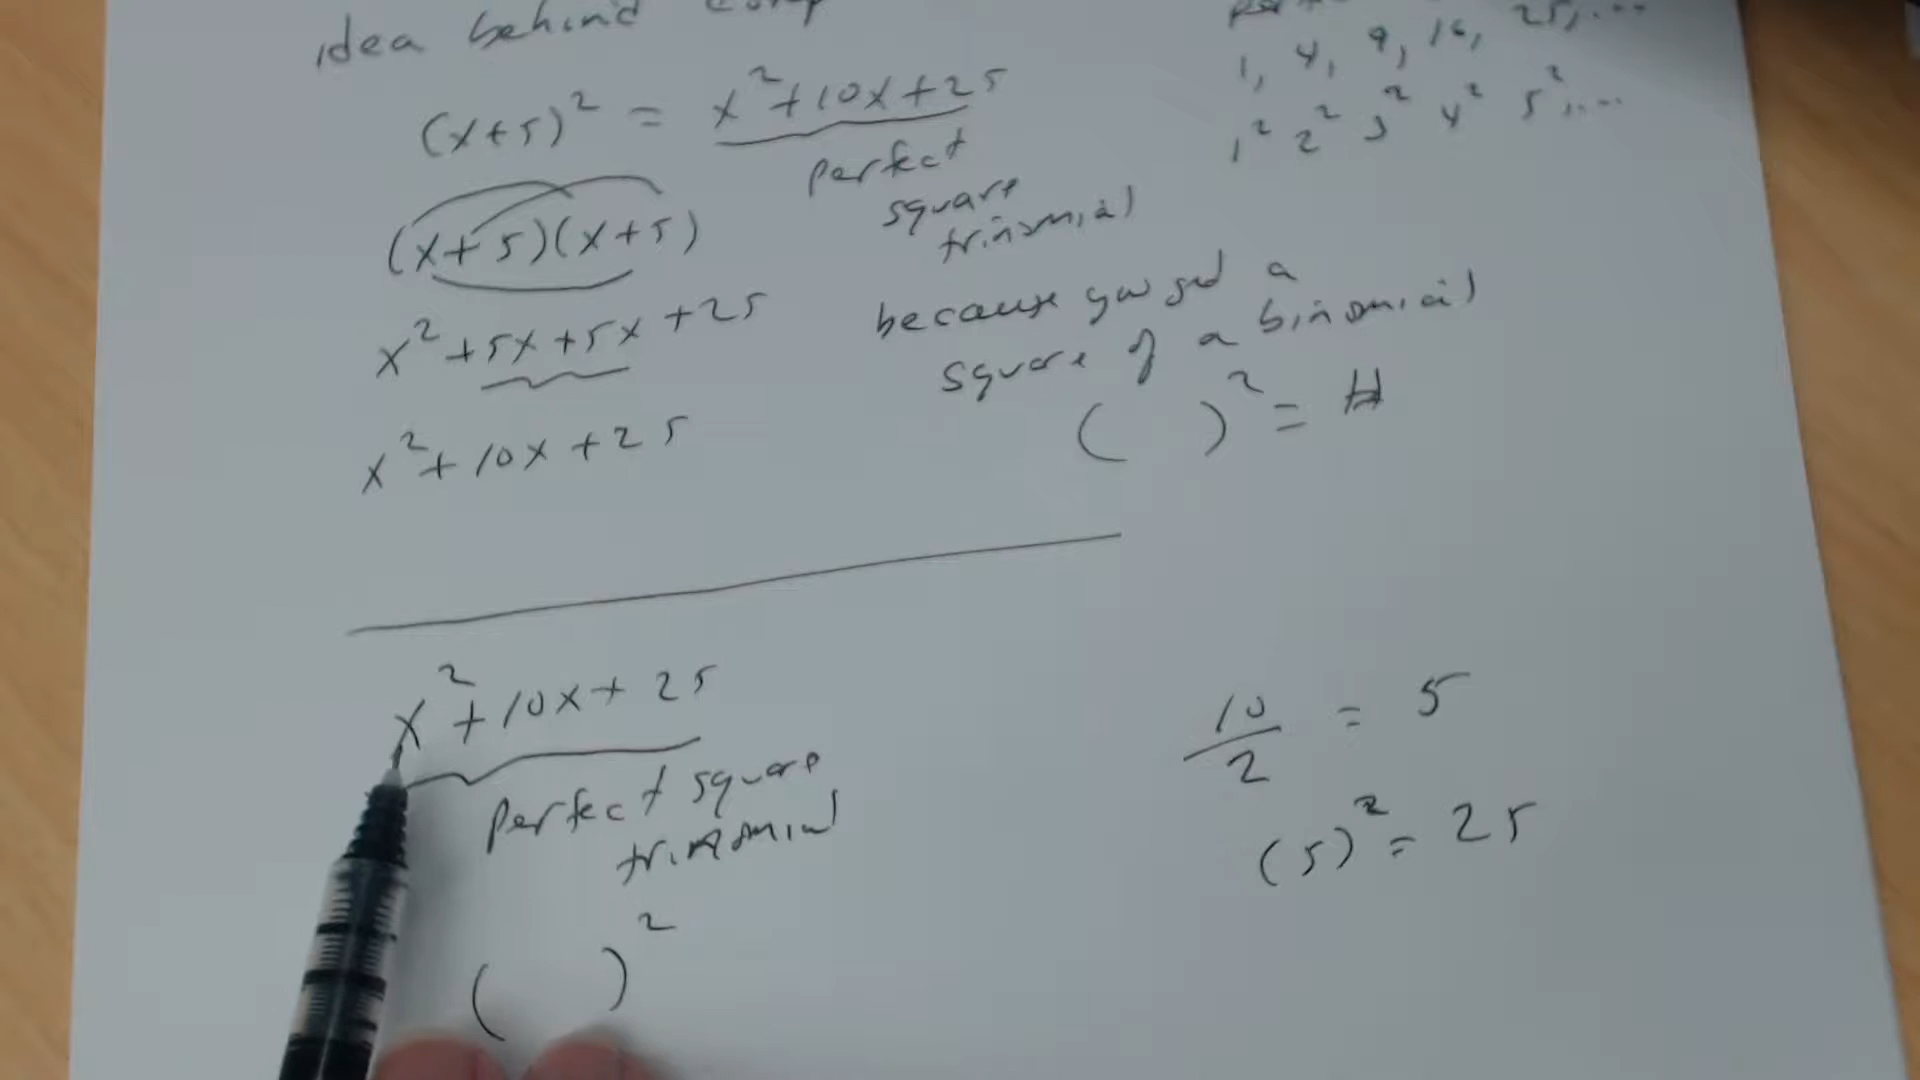 idea behind
(x+5)² = x²+10x+25
perfect
square
trinomial
1, 4, 9, 16, 25, ...
1² 2² 3² 4² 5², ...
(x+5)(x+5)
x²+5x+5x+25
x²+10x+25
because you sqd a
square of a binomial
( )² = #
x²+10x+25
perfect square
trinomial
( )²
10/2 = 5
(5)² = 25